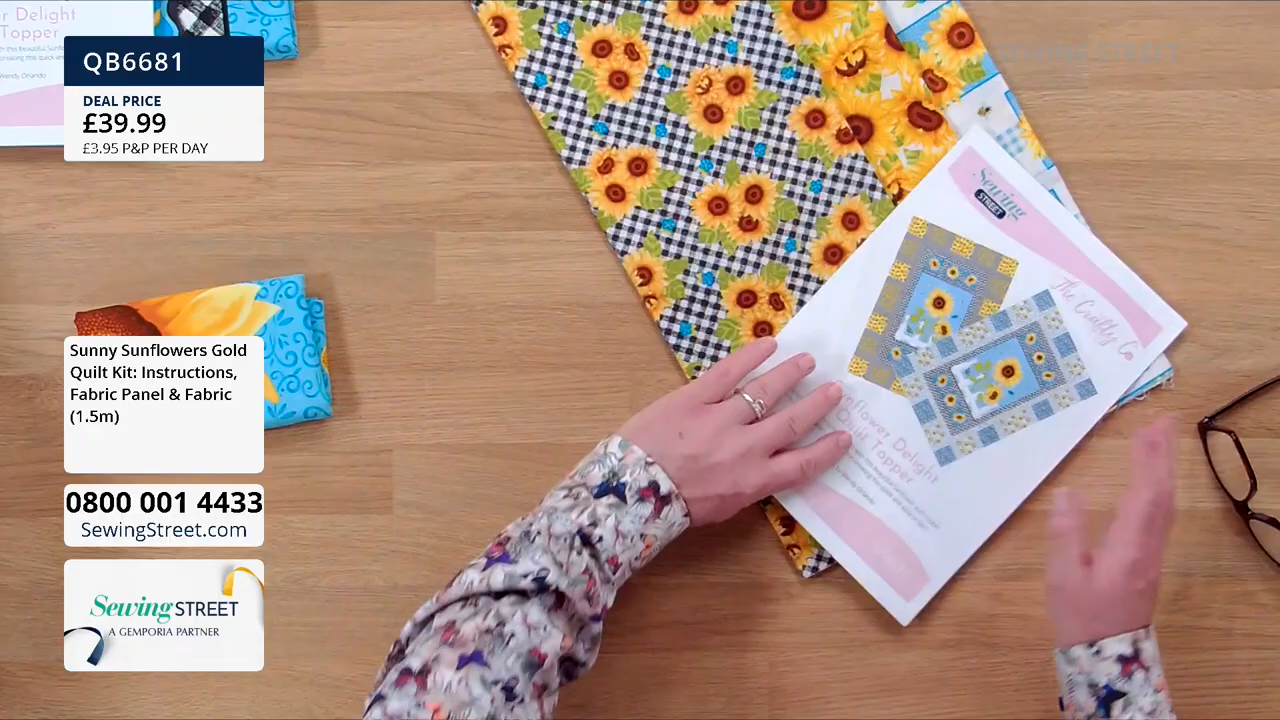 r Delight
Topper
Wendy Orlando
QB6681
DEAL PRICE
£39.99
£3.95 P&P PER DAY
SEWING STREET
Sewing
STREET
The Crafty Co
Sunflower Delight
Quilt Topper
Sunny Sunflowers Gold
Quilt Kit: Instructions,
Fabric Panel & Fabric
(1.5m)
0800 001 4433
SewingStreet.com
Sewing STREET
A GEMPORIA PARTNER